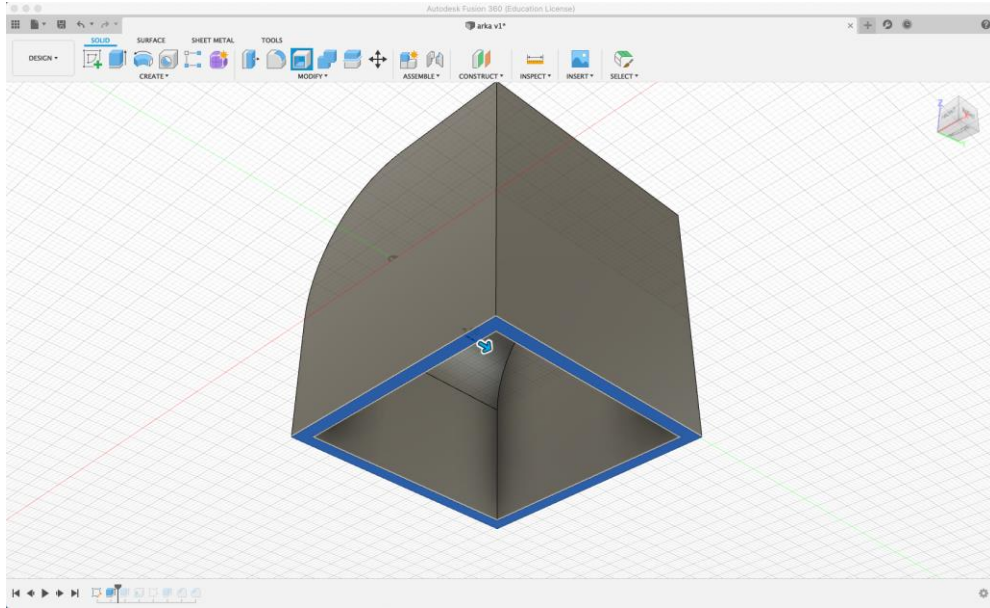 Autodesk Fusion 360 (Education License)
arka v1*
SOLID SURFACE SHEET METAL TOOLS
DESIGN
CREATE MODIFY ASSEMBLE CONSTRUCT INSPECT INSERT SELECT
Z